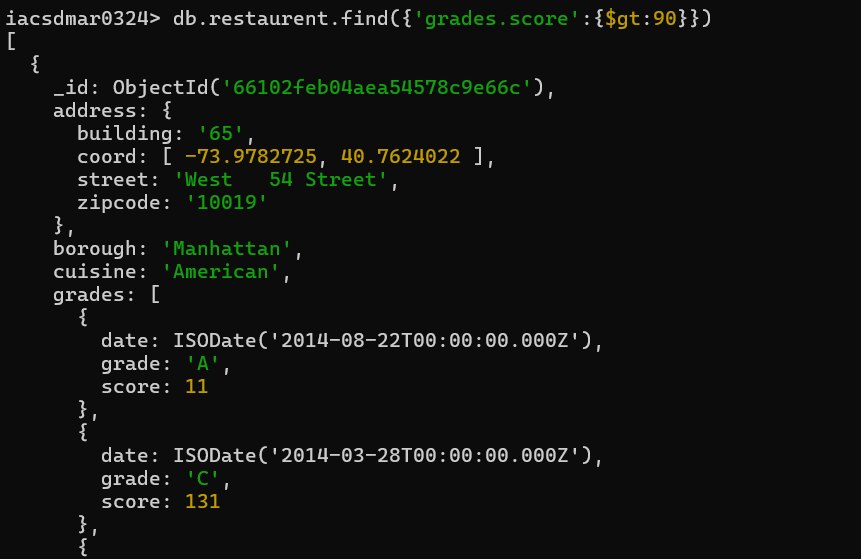 iacsdmar0324> db.restaurent.find({'grades.score':{$gt:90}})
[
  {
    _id: ObjectId('66102feb04aea54578c9e66c'),
    address: {
      building: '65',
      coord: [ -73.9782725, 40.7624022 ],
      street: 'West   54 Street',
      zipcode: '10019'
    },
    borough: 'Manhattan',
    cuisine: 'American',
    grades: [
      {
        date: ISODate('2014-08-22T00:00:00.000Z'),
        grade: 'A',
        score: 11
      },
      {
        date: ISODate('2014-03-28T00:00:00.000Z'),
        grade: 'C',
        score: 131
      },
      {